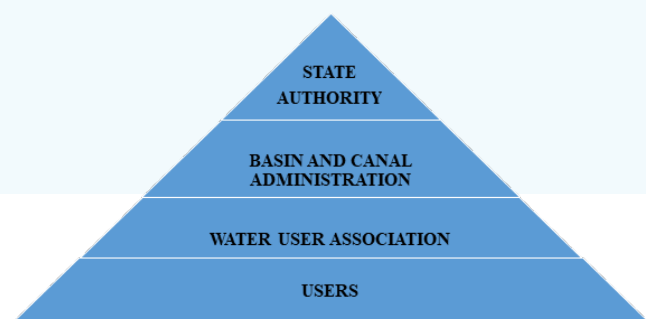 STATE
AUTHORITY
BASIN AND CANAL
ADMINISTRATION
WATER USER ASSOCIATION
USERS